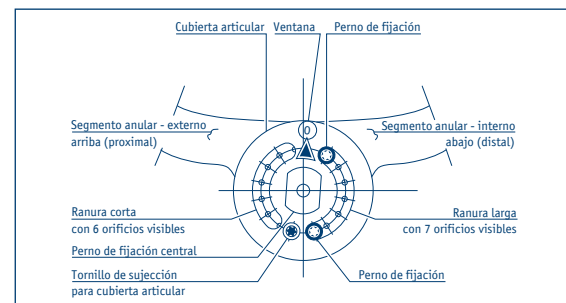 Cubierta articular
Ventana
Perno de fijación
Segmento anular - externo
arriba (proximal)
0
Segmento anular - interno
abajo (distal)
Ranura corta
con 6 orificios visibles
Ranura larga
con 7 orificios visibles
Perno de fijación central
Tornillo de sujección
para cubierta articular
Perno de fijación